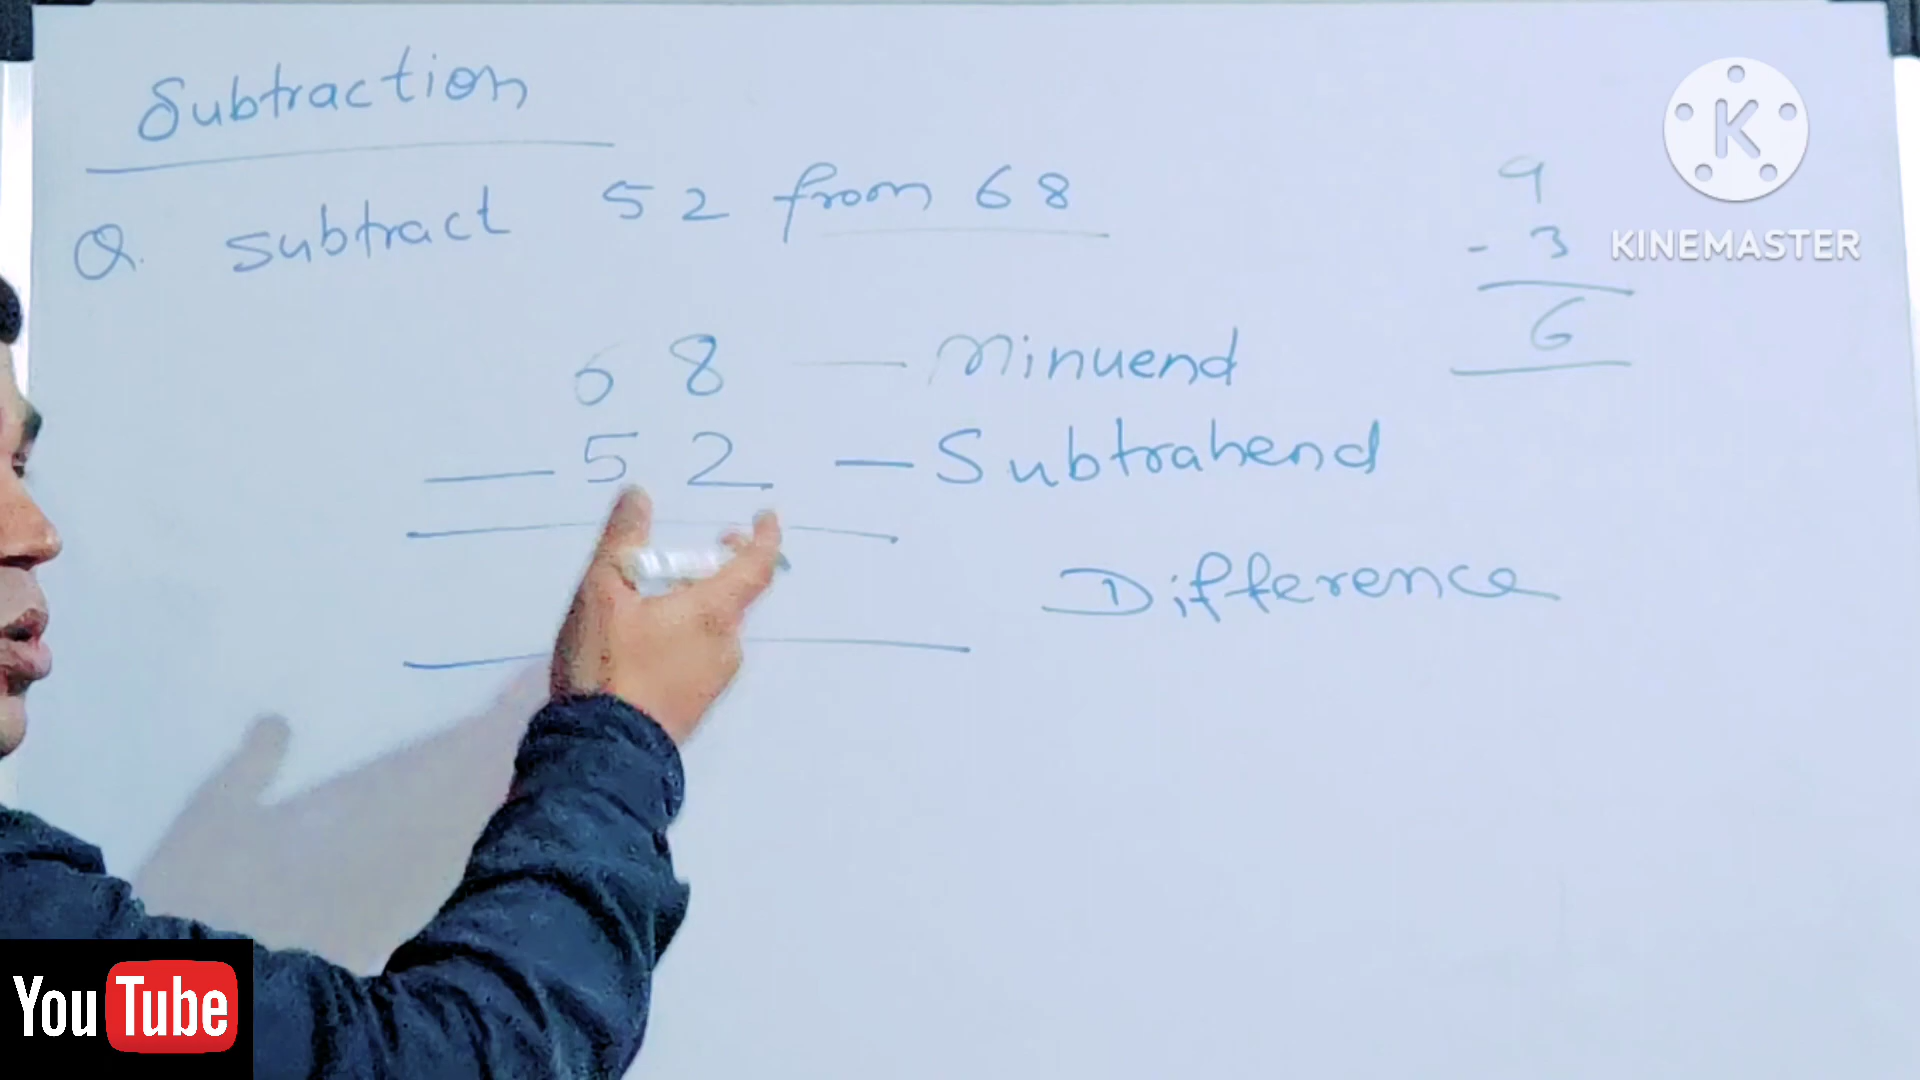 Subtraction
Q. Subtract 52 from 68
68 — Minuend
— 52 — Subtrahend
Difference
9
- 3
6
KINEMASTER
YouTube